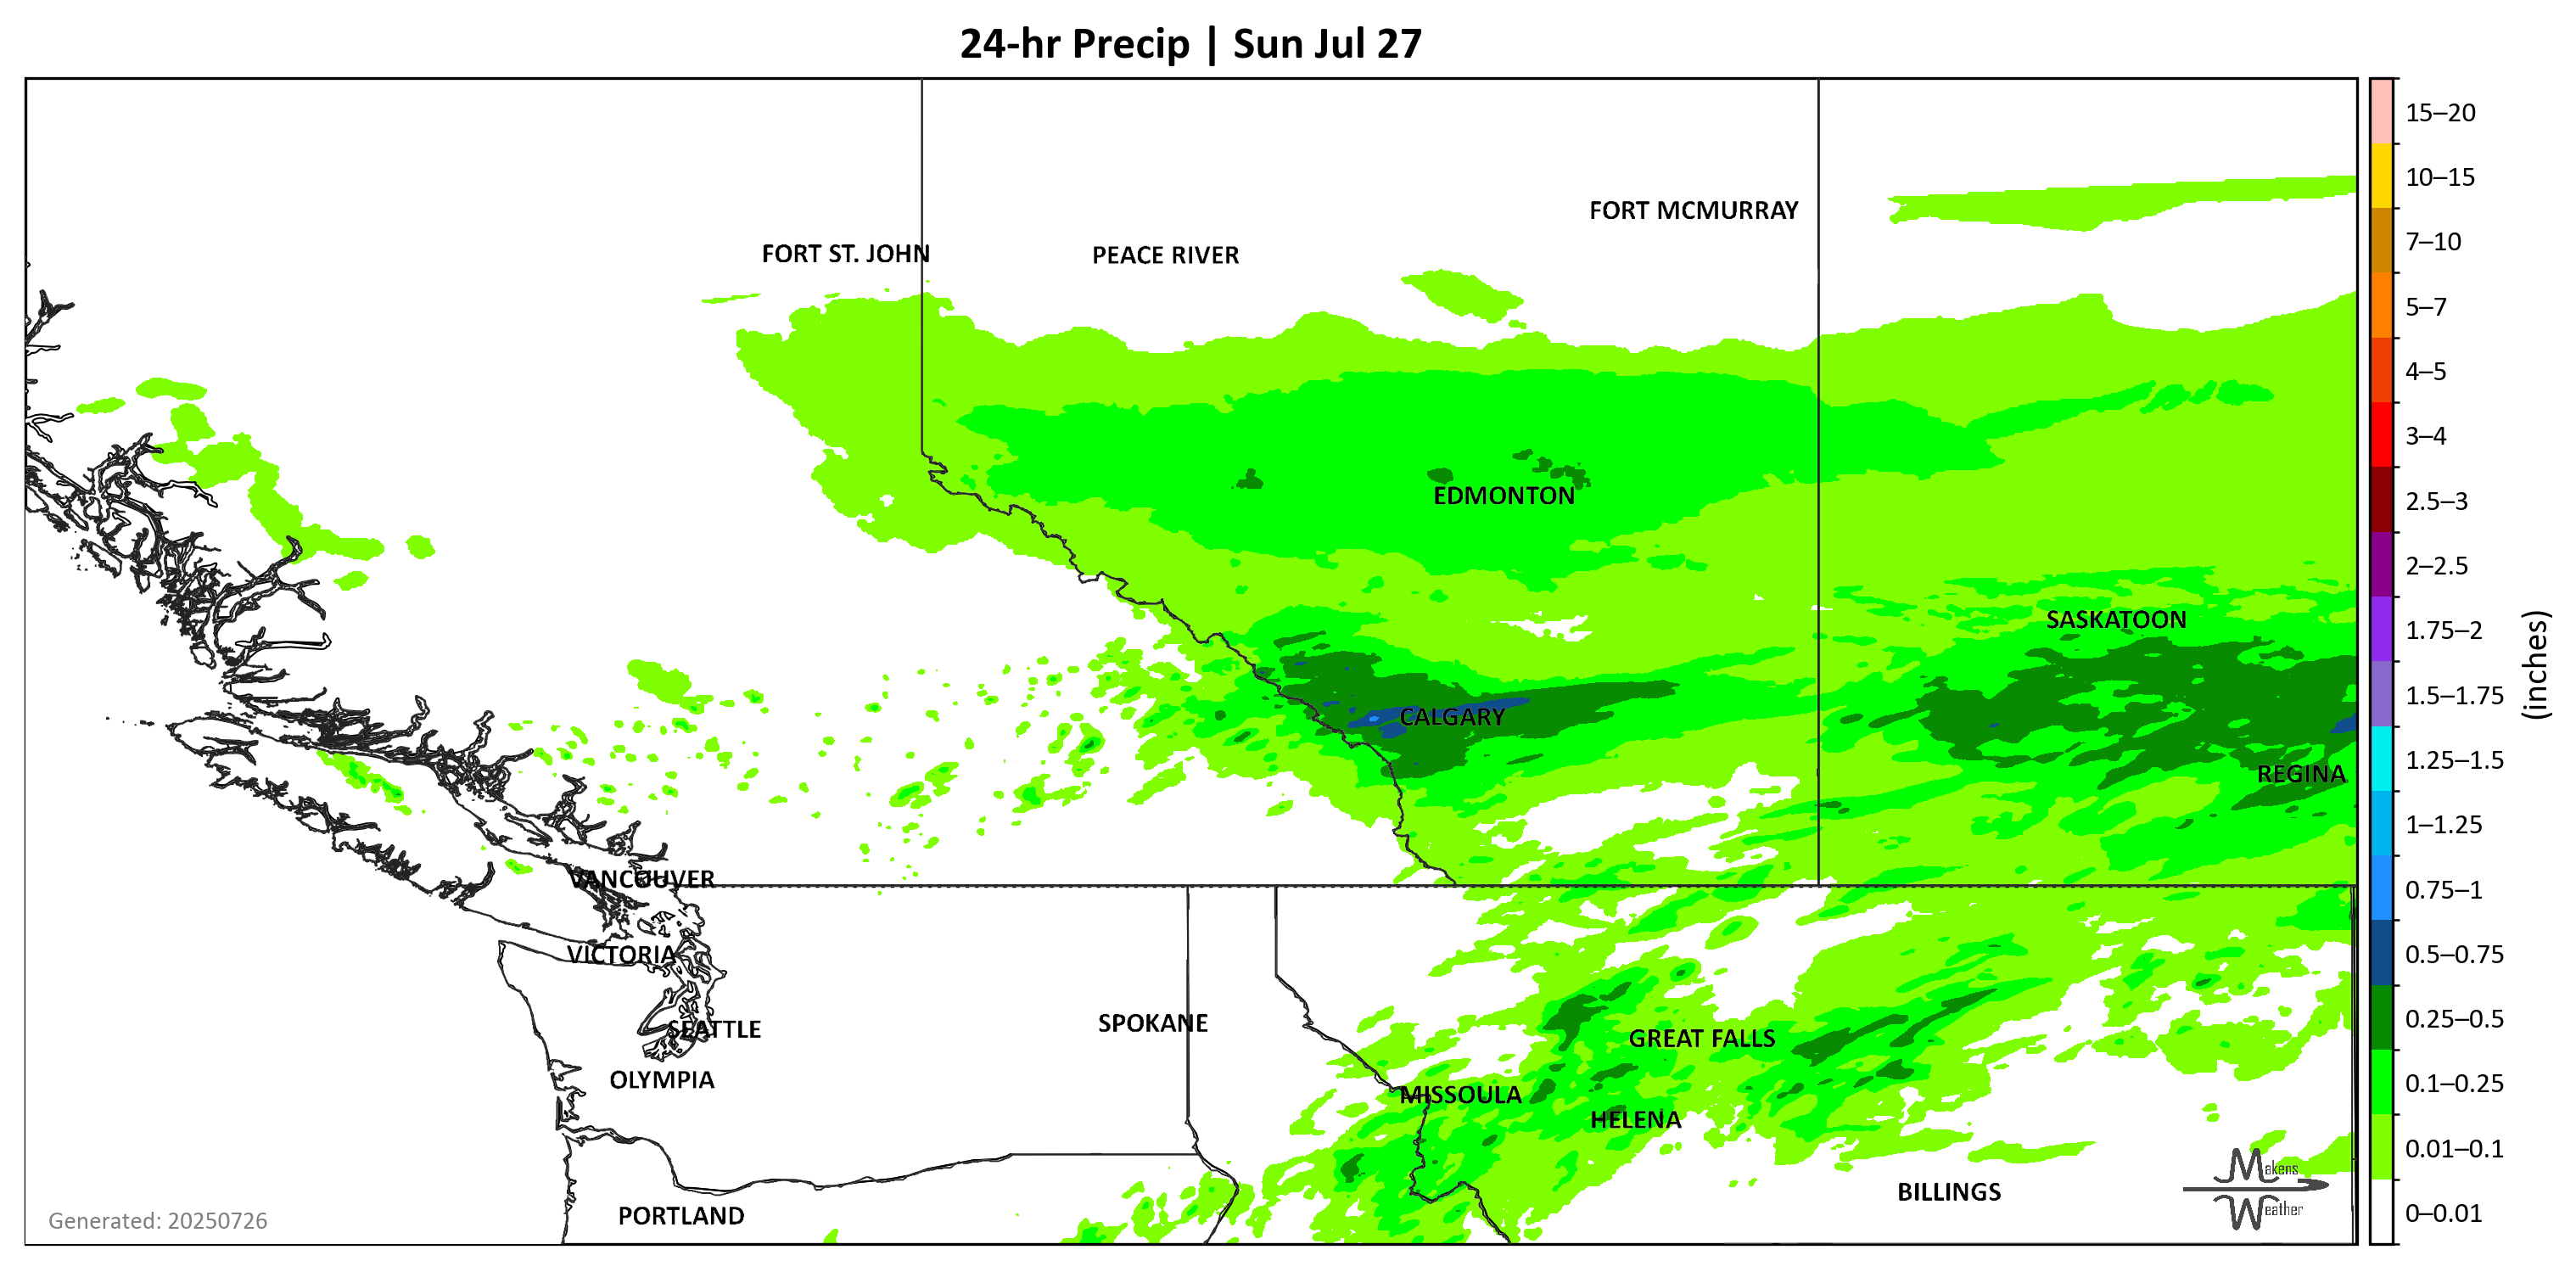 24-hr Precip | Sun Jul 27
FORT MCMURRAY
FORT ST. JOHN
PEACE RIVER
EDMONTON
SASKATOON
CALGARY
REGINA
VANCOUVER
VICTORIA
SEATTLE
SPOKANE
GREAT FALLS
OLYMPIA
MISSOULA
HELENA
BILLINGS
PORTLAND
Generated: 20250726
Makens
Weather
15–20
10–15
7–10
5–7
4–5
3–4
2.5–3
2–2.5
1.75–2
1.5–1.75
1.25–1.5
1–1.25
0.75–1
0.5–0.75
0.25–0.5
0.1–0.25
0.01–0.1
0–0.01
(inches)